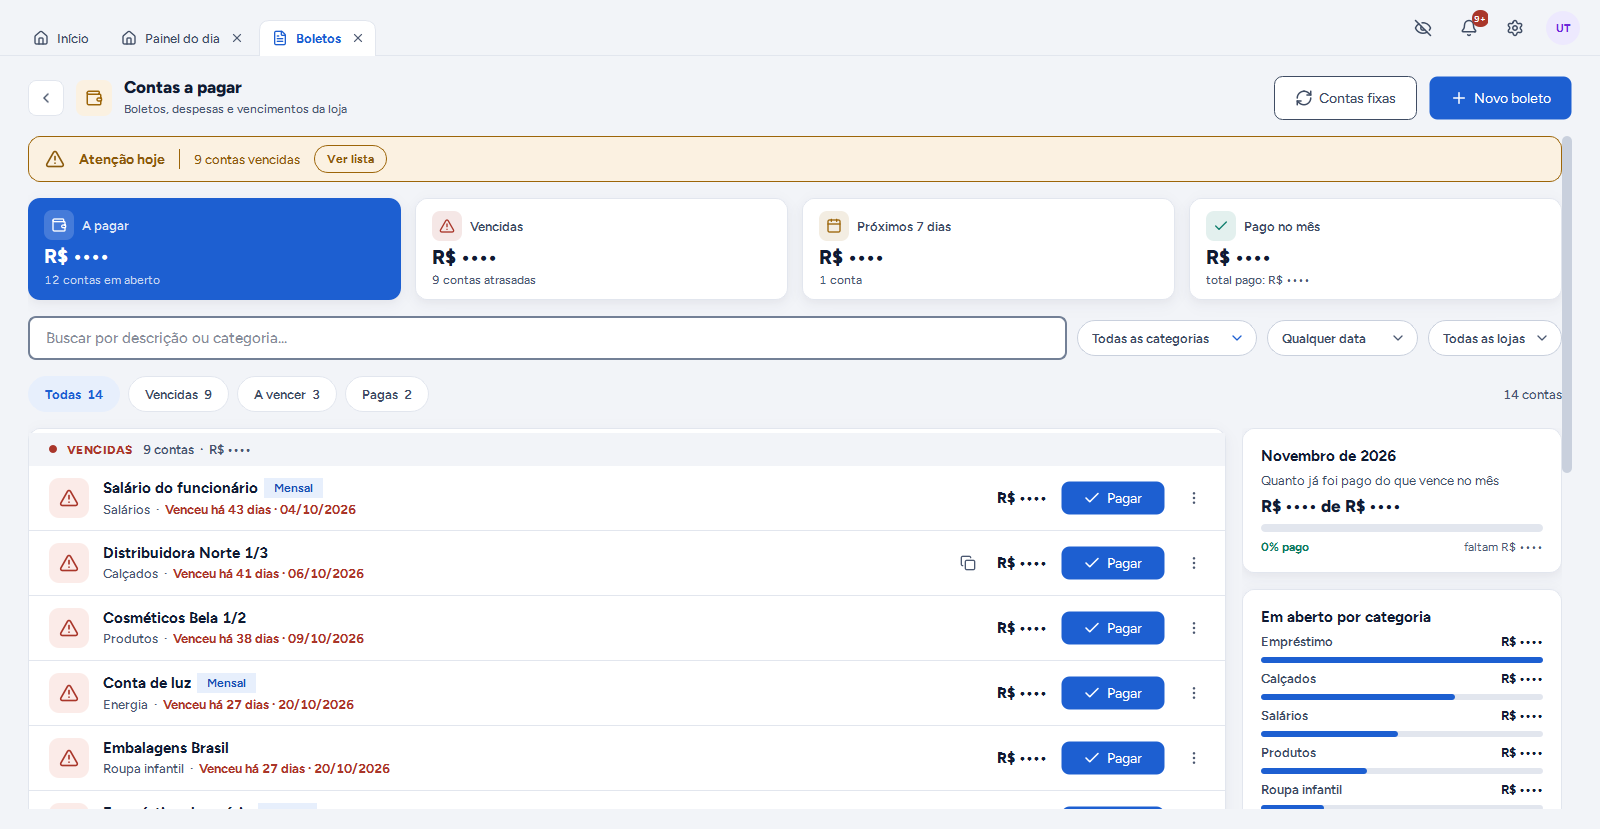 Início
Painel do dia
Boletos
9+
UT
Contas a pagar
Boletos, despesas e vencimentos da loja
Contas fixas
Novo boleto
Atenção hoje
9 contas vencidas
Ver lista
A pagar
R$ ••••
12 contas em aberto
Vencidas
R$ ••••
9 contas atrasadas
Próximos 7 dias
R$ ••••
1 conta
Pago no mês
R$ ••••
total pago: R$ ••••
Buscar por descrição ou categoria...
Todas as categorias
Qualquer data
Todas as lojas
Todas 14
Vencidas 9
A vencer 3
Pagas 2
14 contas
VENCIDAS 9 contas · R$ ••••
Salário do funcionário Mensal
Salários · Venceu há 43 dias · 04/10/2026
R$ •••• Pagar
Distribuidora Norte 1/3
Calçados · Venceu há 41 dias · 06/10/2026
R$ •••• Pagar
Cosméticos Bela 1/2
Produtos · Venceu há 38 dias · 09/10/2026
R$ •••• Pagar
Conta de luz Mensal
Energia · Venceu há 27 dias · 20/10/2026
R$ •••• Pagar
Embalagens Brasil
Roupa infantil · Venceu há 27 dias · 20/10/2026
R$ •••• Pagar
Novembro de 2026
Quanto já foi pago do que vence no mês
R$ •••• de R$ ••••
0% pago
faltam R$ ••••
Em aberto por categoria
Empréstimo R$ ••••
Calçados R$ ••••
Salários R$ ••••
Produtos R$ ••••
Roupa infantil R$ ••••